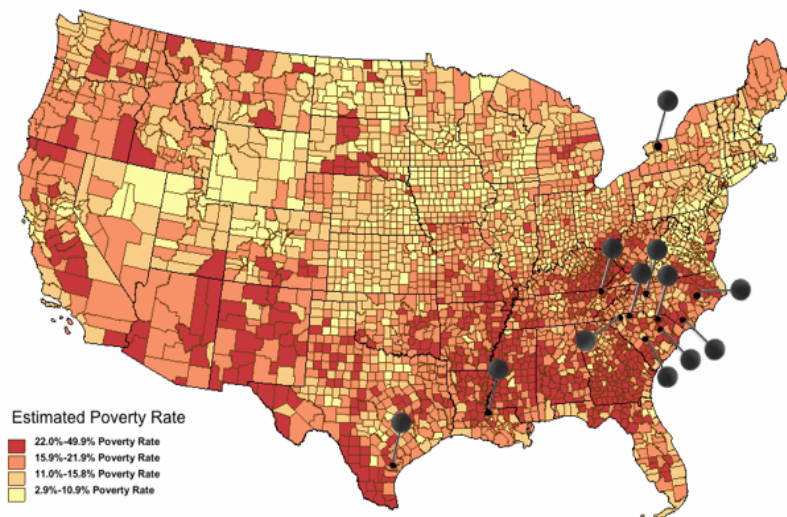 Estimated Poverty Rate
22.0%-49.9% Poverty Rate
15.9%-21.9% Poverty Rate
11.0%-15.8% Poverty Rate
2.9%-10.9% Poverty Rate